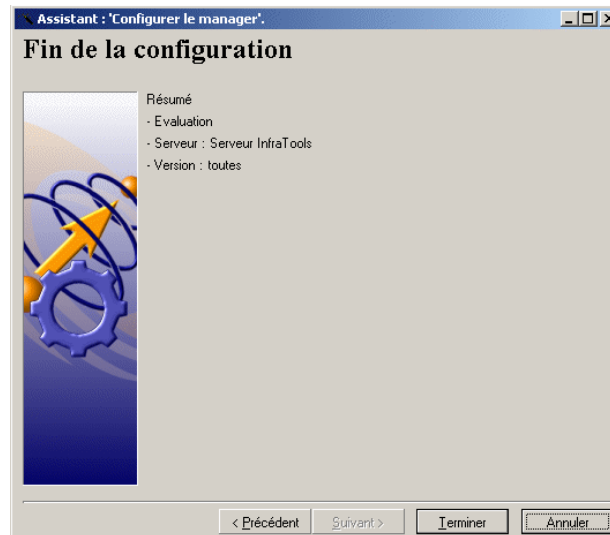 Assistant : 'Configurer le manager'.
Fin de la configuration
Résumé
- Evaluation
- Serveur : Serveur InfraTools
- Version : toutes
< Précédent
Suivant >
Terminer
Annuler